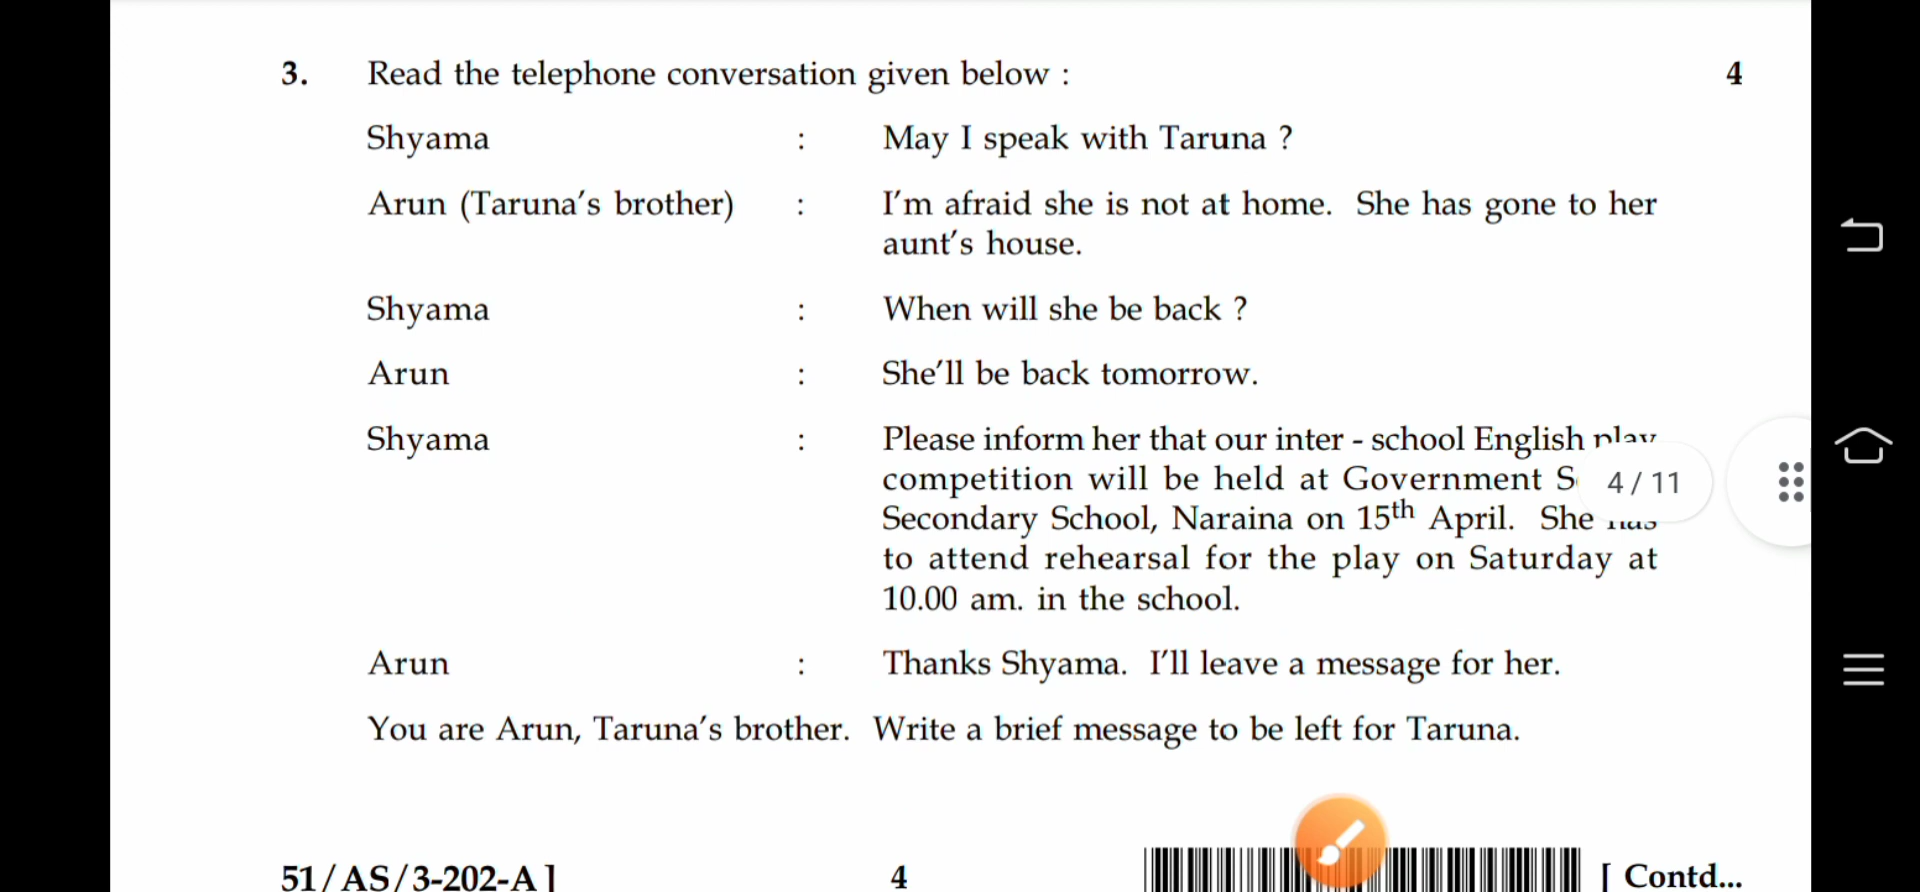 3. Read the telephone conversation given below : 4
Shyama : May I speak with Taruna ?
Arun (Taruna's brother) : I'm afraid she is not at home. She has gone to her
aunt's house.
Shyama : When will she be back ?
Arun : She'll be back tomorrow.
Shyama : Please inform her that our inter - school English play
competition will be held at Government
4 / 11
Secondary School, Naraina on 15th April. She has
to attend rehearsal for the play on Saturday at
10.00 am. in the school.
Arun : Thanks Shyama. I'll leave a message for her.
You are Arun, Taruna's brother. Write a brief message to be left for Taruna.
51/AS/3-202-A ] 4 [ Contd...